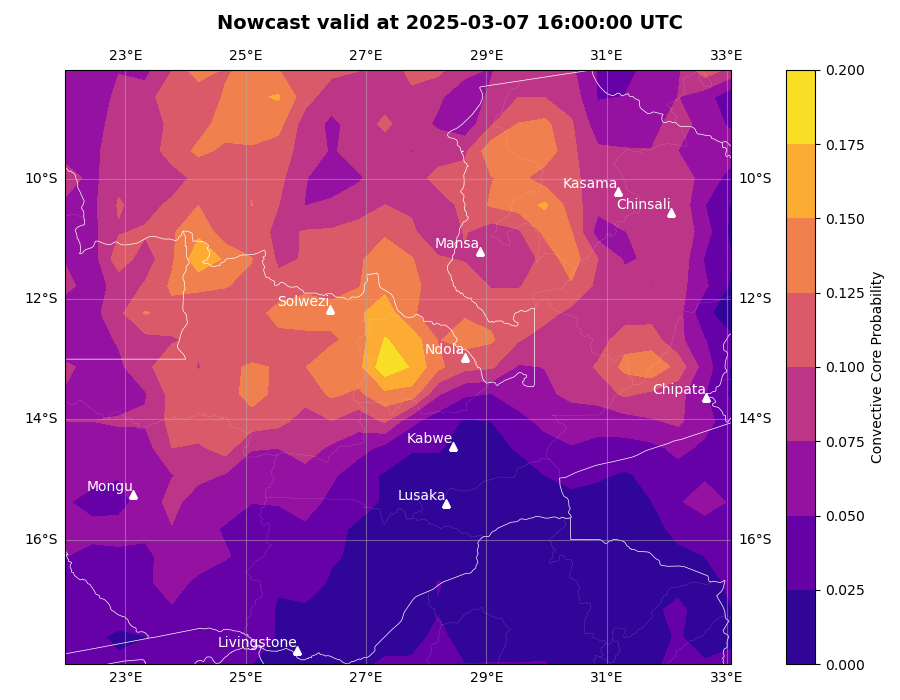 Nowcast valid at 2025-03-07 16:00:00 UTC
23°E 25°E 27°E 29°E 31°E 33°E
0.200
0.175
10°S Kasama 10°S
Chinsali
0.150
Mansa
12°S 12°S
Solwezi
0.125
Ndola
0.100
Chipata
14°S 14°S
Kabwe
0.075
Mongu
Lusaka
0.050
16°S 16°S
0.025
Livingstone
0.000
23°E 25°E 27°E 29°E 31°E 33°E
Convective Core Probability